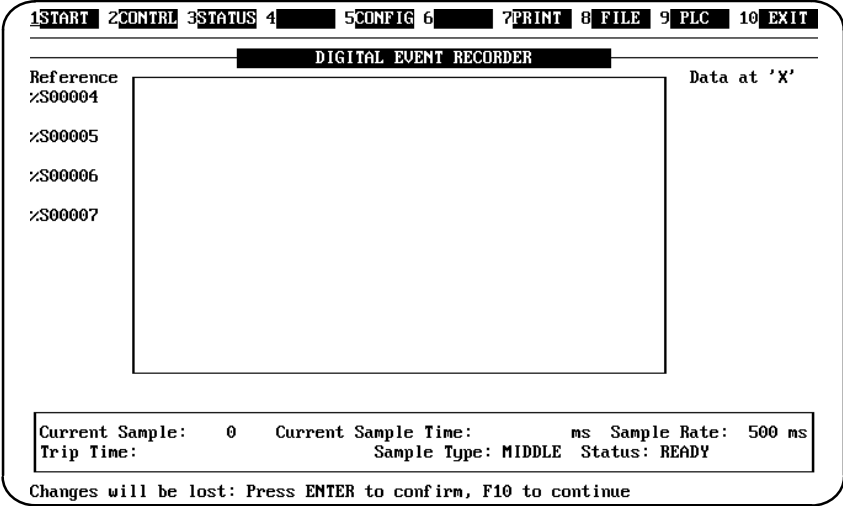 1START 2CONTRL 3STATUS 4 5CONFIG 6 7PRINT 8 FILE 9 PLC 10 EXIT
DIGITAL EVENT RECORDER
Reference Data at 'X'
%S00004
%S00005
%S00006
%S00007
Current Sample: 0 Current Sample Time: ms Sample Rate: 500 ms
Trip Time: Sample Type: MIDDLE Status: READY
Changes will be lost: Press ENTER to confirm, F10 to continue